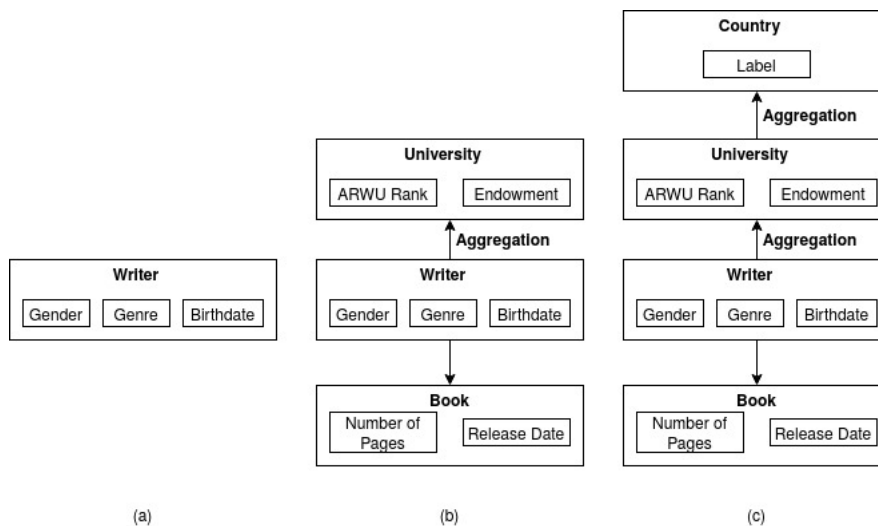 Country
Label
Aggregation
University
University
ARWU Rank
Endowment
ARWU Rank
Endowment
Aggregation
Aggregation
Writer
Writer
Writer
Gender
Genre
Birthdate
Gender
Genre
Birthdate
Gender
Genre
Birthdate
Book
Book
Number of
Pages
Release Date
Number of
Pages
Release Date
(a)
(b)
(c)